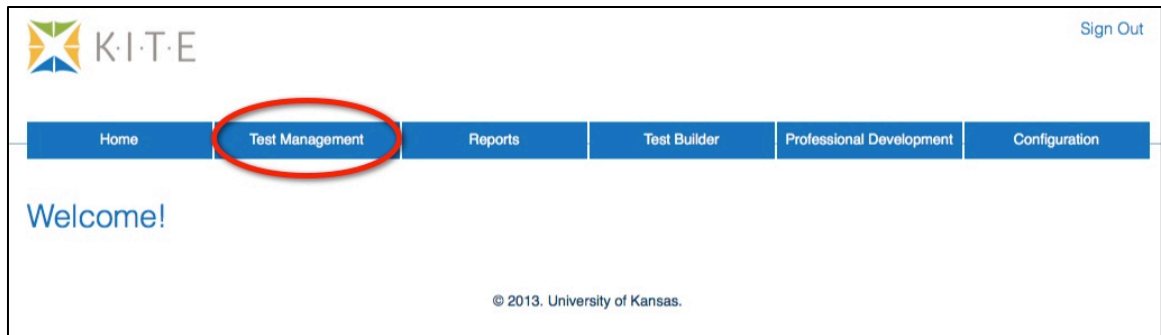 K·I·T·E
Sign Out
Home Test Management Reports Test Builder Professional Development Configuration
Welcome!
© 2013. University of Kansas.